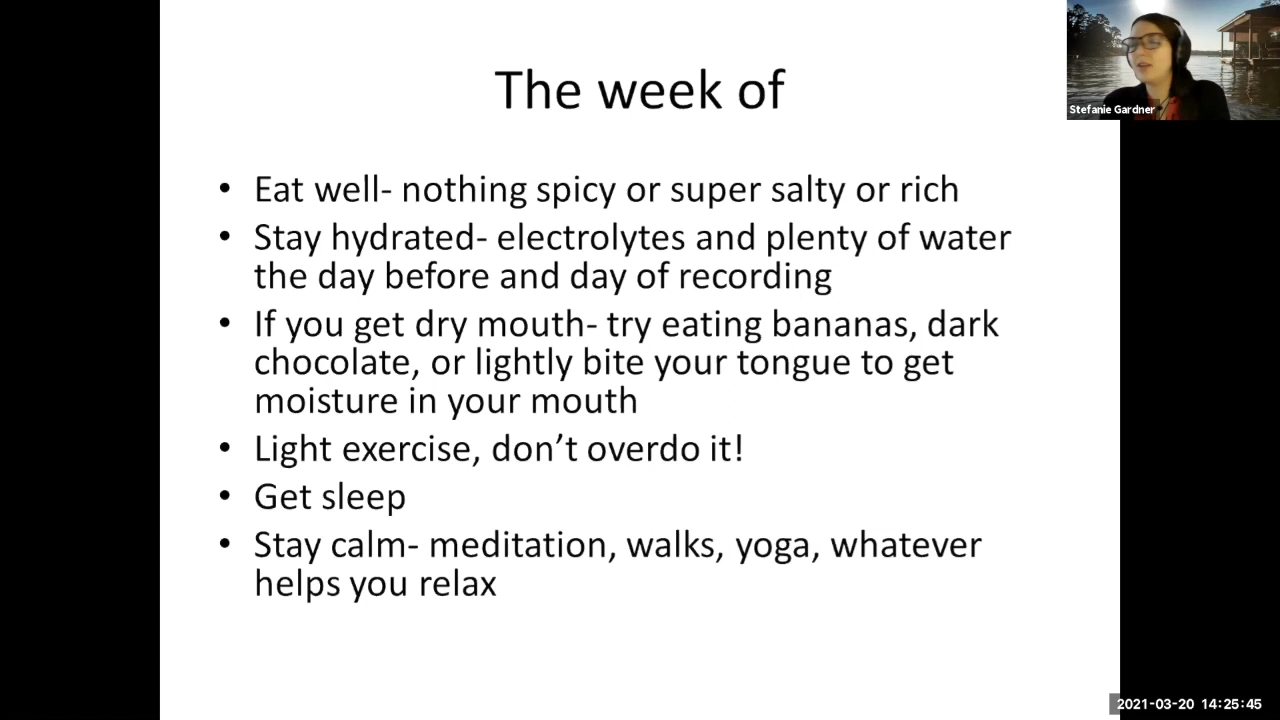 The week of
Stefanie Gardner
• Eat well- nothing spicy or super salty or rich
• Stay hydrated- electrolytes and plenty of water
the day before and day of recording
• If you get dry mouth- try eating bananas, dark
chocolate, or lightly bite your tongue to get
moisture in your mouth
• Light exercise, don’t overdo it!
• Get sleep
• Stay calm- meditation, walks, yoga, whatever
helps you relax
2021-03-20 14:25:45